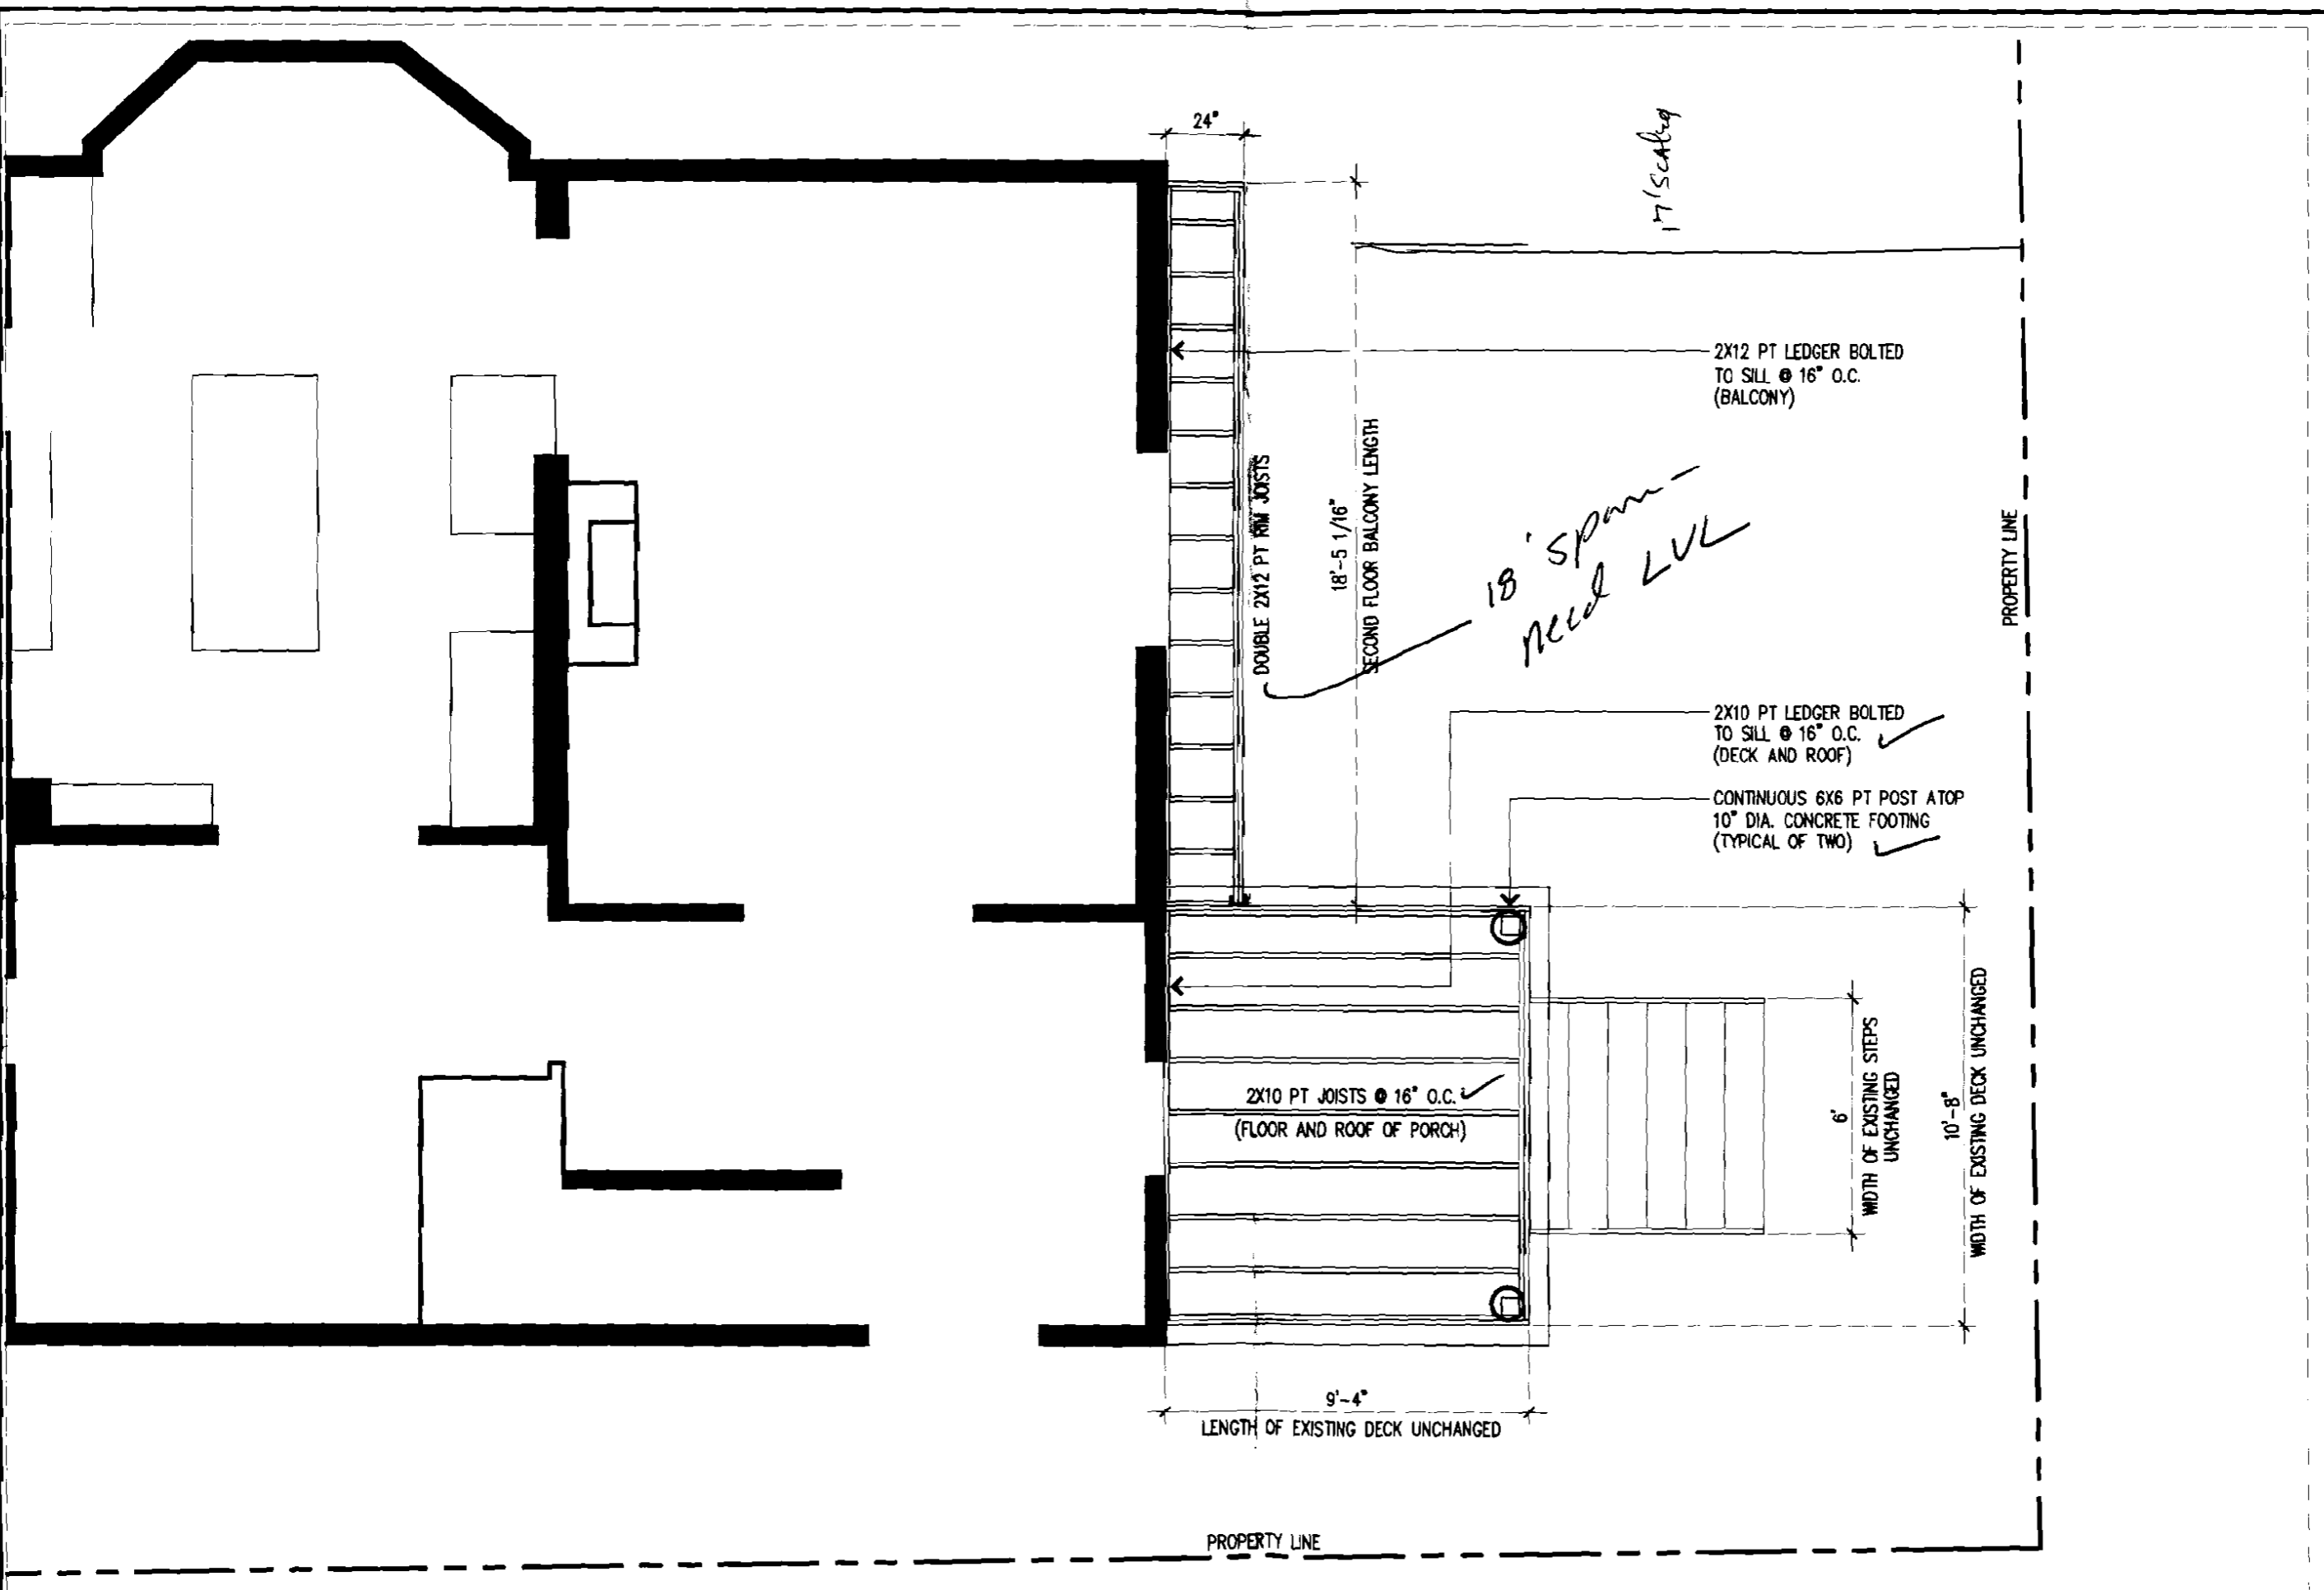 24"
17' Scaling
2X12 PT LEDGER BOLTED
TO SILL @ 16" O.C.
(BALCONY)
DOUBLE 2X12 PT RIM JOISTS
18'-5 1/16"
SECOND FLOOR BALCONY LENGTH
18' span -
need LVL
PROPERTY LINE
2X10 PT LEDGER BOLTED
TO SILL @ 16" O.C.
(DECK AND ROOF)
CONTINUOUS 6X6 PT POST ATOP
10" DIA. CONCRETE FOOTING
(TYPICAL OF TWO)
2X10 PT JOISTS @ 16" O.C.
(FLOOR AND ROOF OF PORCH)
6'
WIDTH OF EXISTING STEPS
UNCHANGED
10'-8"
WIDTH OF EXISTING DECK UNCHANGED
9'-4"
LENGTH OF EXISTING DECK UNCHANGED
PROPERTY LINE